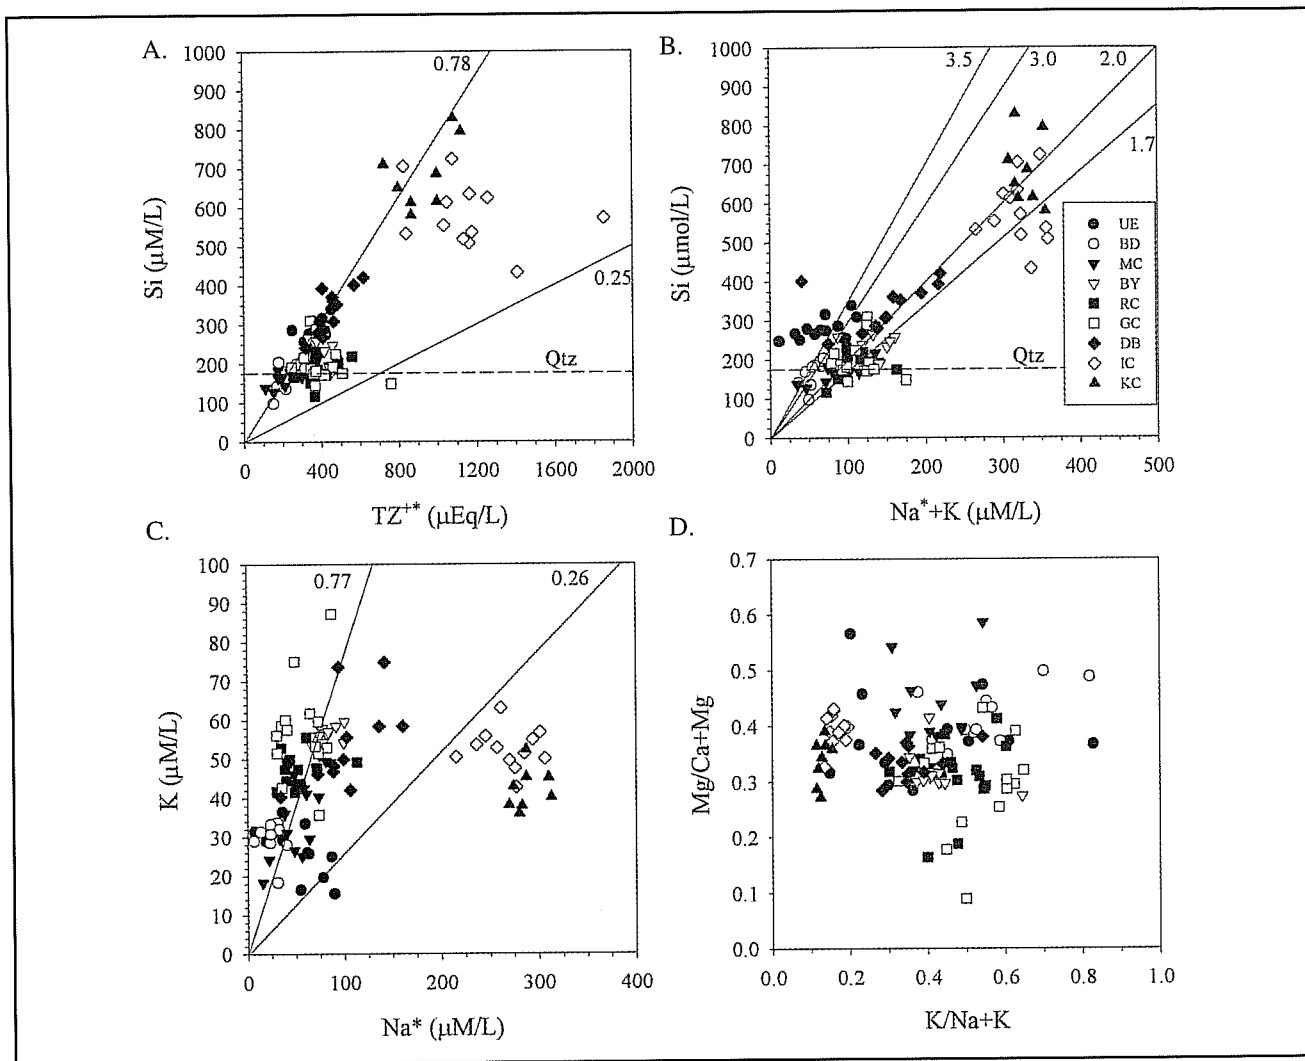 A.
1000
900
800
700
600
500
400
300
200
100
0
Si (μM/L)
0.78
0.25
Qtz
0 400 800 1200 1600 2000
TZ+* (μEq/L)
B.
1000
900
800
700
600
500
400
300
200
100
0
Si (μmol/L)
3.5 3.0 2.0
1.7
Qtz
UE
BD
MC
BY
RC
GC
DB
IC
KC
0 100 200 300 400 500
Na*+K (μM/L)
C.
100
90
80
70
60
50
40
30
20
10
0
K (μM/L)
0.77 0.26
0 100 200 300 400
Na* (μM/L)
D.
0.7
0.6
0.5
0.4
0.3
0.2
0.1
0.0
Mg/Ca+Mg
0.0 0.2 0.4 0.6 0.8 1.0
K/Na+K